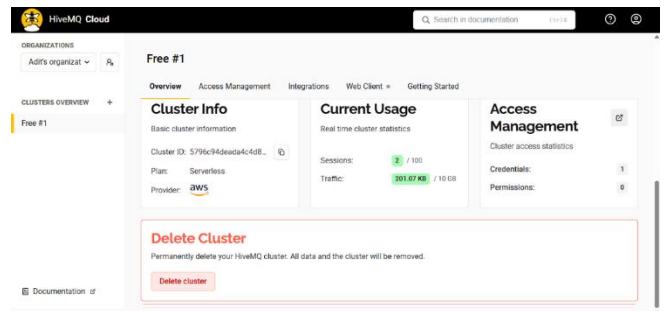 HiveMQ Cloud
Search in documentation
Ctrl+K
ORGANIZATIONS
Adit's organizat
CLUSTERS OVERVIEW +
Free #1
Documentation
Free #1
Overview Access Management Integrations Web Client Getting Started
Cluster Info
Basic cluster information
Cluster ID: 5796c94deada4c4d8...
Plan: Serverless
Provider: aws
Current Usage
Real time cluster statistics
Sessions: 2 / 100
Traffic: 201.07 KB / 10 GB
Access
Management
Cluster access statistics
Credentials: 1
Permissions: 0
Delete Cluster
Permanently delete your HiveMQ cluster. All data and the cluster will be removed.
Delete cluster